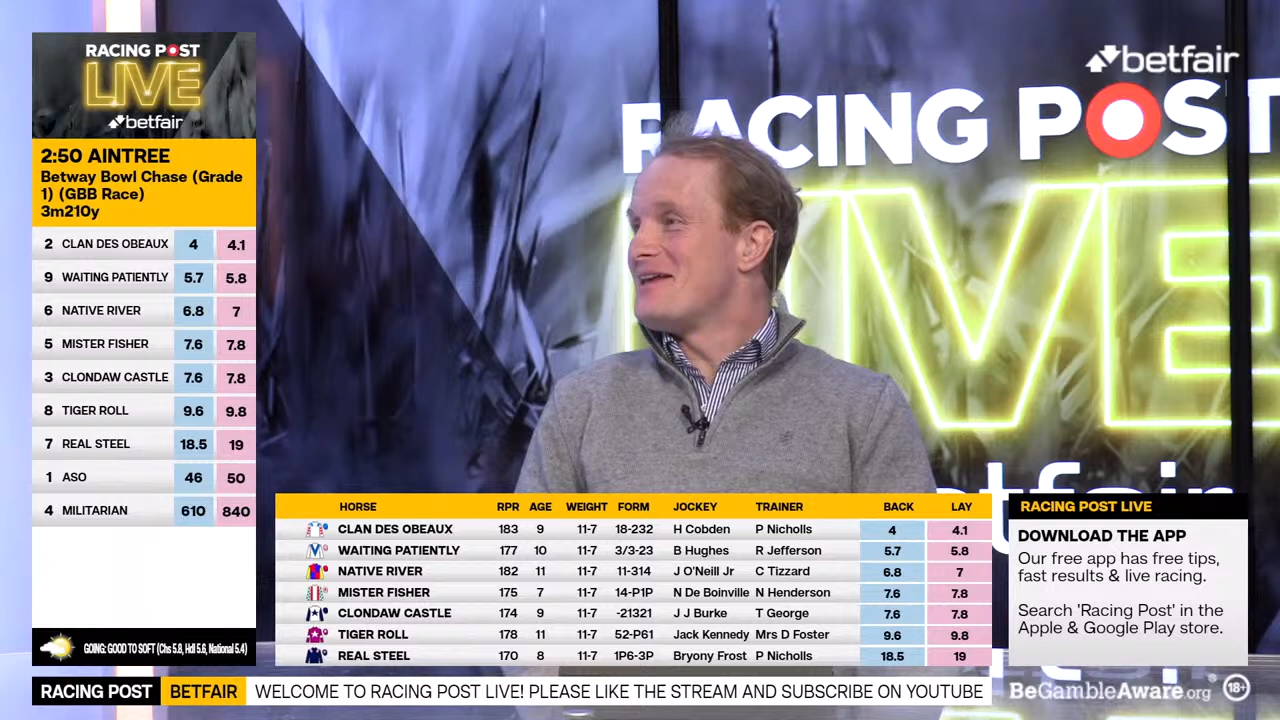 RACING POST
LIVE
betfair
2:50 AINTREE
Betway Bowl Chase (Grade
1) (GBB Race)
3m210y
2 CLAN DES OBEAUX 4 4.1
9 WAITING PATIENTLY 5.7 5.8
6 NATIVE RIVER 6.8 7
5 MISTER FISHER 7.6 7.8
3 CLONDAW CASTLE 7.6 7.8
8 TIGER ROLL 9.6 9.8
7 REAL STEEL 18.5 19
1 ASO 46 50
4 MILITARIAN 610 840
GOING: GOOD TO SOFT (Chs 5.8, Hdl 5.6, National 5.4)
betfair
RACING POST
LIVE
etfair
HORSE RPR AGE WEIGHT FORM JOCKEY TRAINER BACK LAY
CLAN DES OBEAUX 183 9 11-7 18-232 H Cobden P Nicholls 4 4.1
WAITING PATIENTLY 177 10 11-7 3/3-23 B Hughes R Jefferson 5.7 5.8
NATIVE RIVER 182 11 11-7 11-314 J O'Neill Jr C Tizzard 6.8 7
MISTER FISHER 175 7 11-7 14-P1P N De Boinville N Henderson 7.6 7.8
CLONDAW CASTLE 174 9 11-7 -21321 J J Burke T George 7.6 7.8
TIGER ROLL 178 11 11-7 52-P61 Jack Kennedy Mrs D Foster 9.6 9.8
REAL STEEL 170 8 11-7 1P6-3P Bryony Frost P Nicholls 18.5 19
RACING POST LIVE
DOWNLOAD THE APP
Our free app has free tips,
fast results & live racing.
Search 'Racing Post' in the
Apple & Google Play store.
RACING POST BETFAIR WELCOME TO RACING POST LIVE! PLEASE LIKE THE STREAM AND SUBSCRIBE ON YOUTUBE
BeGambleAware.org® 18+